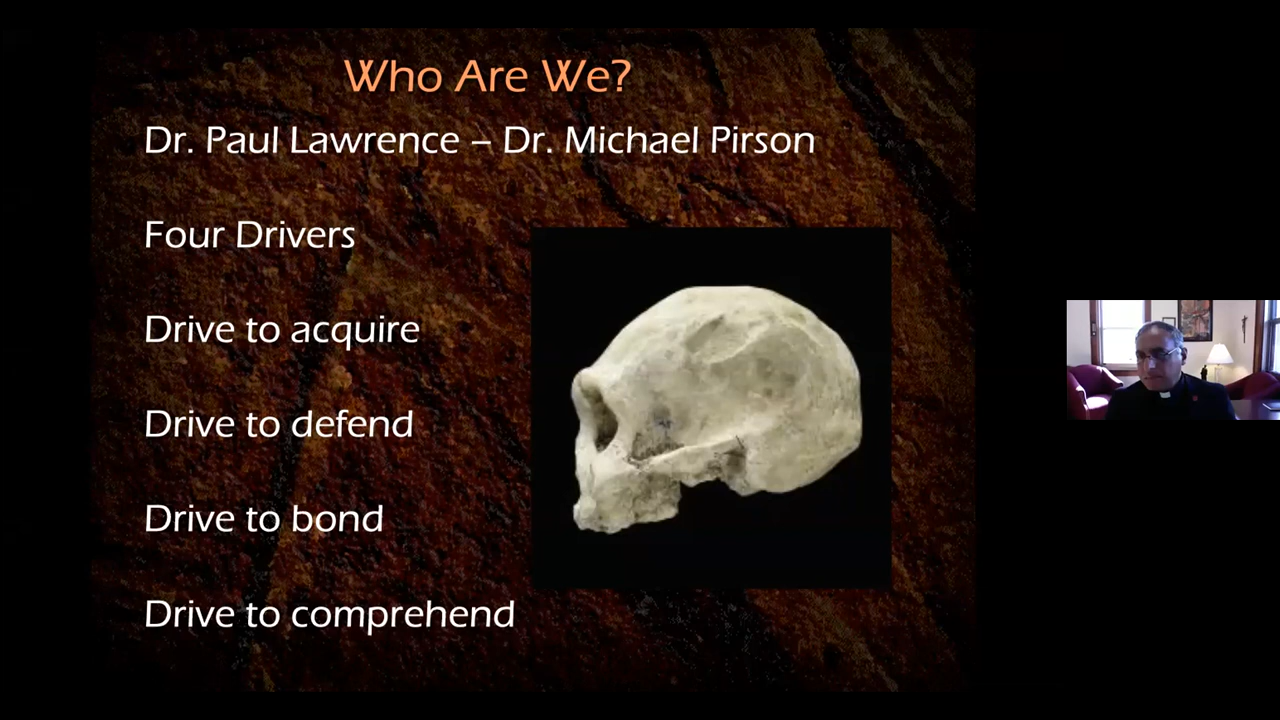 Who Are We?
Dr. Paul Lawrence – Dr. Michael Pirson
Four Drivers
Drive to acquire
Drive to defend
Drive to bond
Drive to comprehend